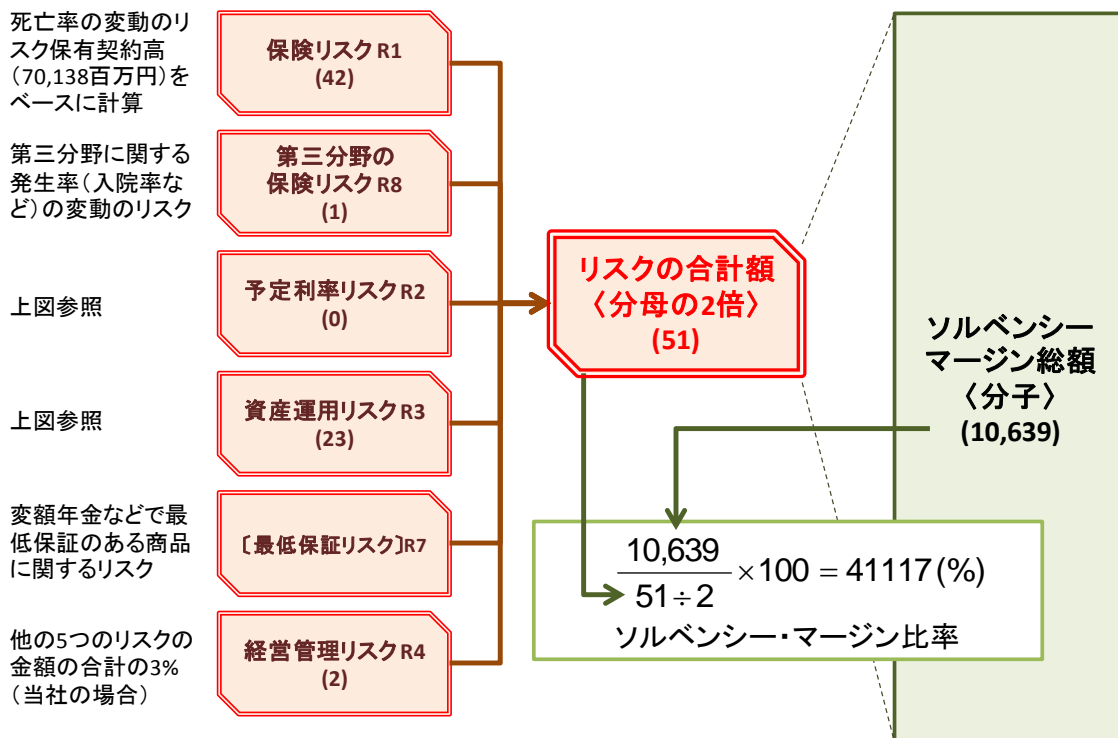 死亡率の変動のリ
スク保有契約高
（70,138百万円）を
ベースに計算
保険リスクR1
(42)
第三分野に関する
発生率（入院率な
ど）の変動のリスク
第三分野の
保険リスクR8
(1)
上図参照
予定利率リスクR2
(0)
上図参照
資産運用リスクR3
(23)
変額年金などで最
低保証のある商品
に関するリスク
〔最低保証リスク〕R7
他の5つのリスクの
金額の合計の3%
（当社の場合）
経営管理リスクR4
(2)
リスクの合計額
〈分母の2倍〉
(51)
ソルベンシー
マージン総額
〈分子〉
(10,639)
10,639
51÷2
×100＝41117(%)
ソルベンシー・マージン比率